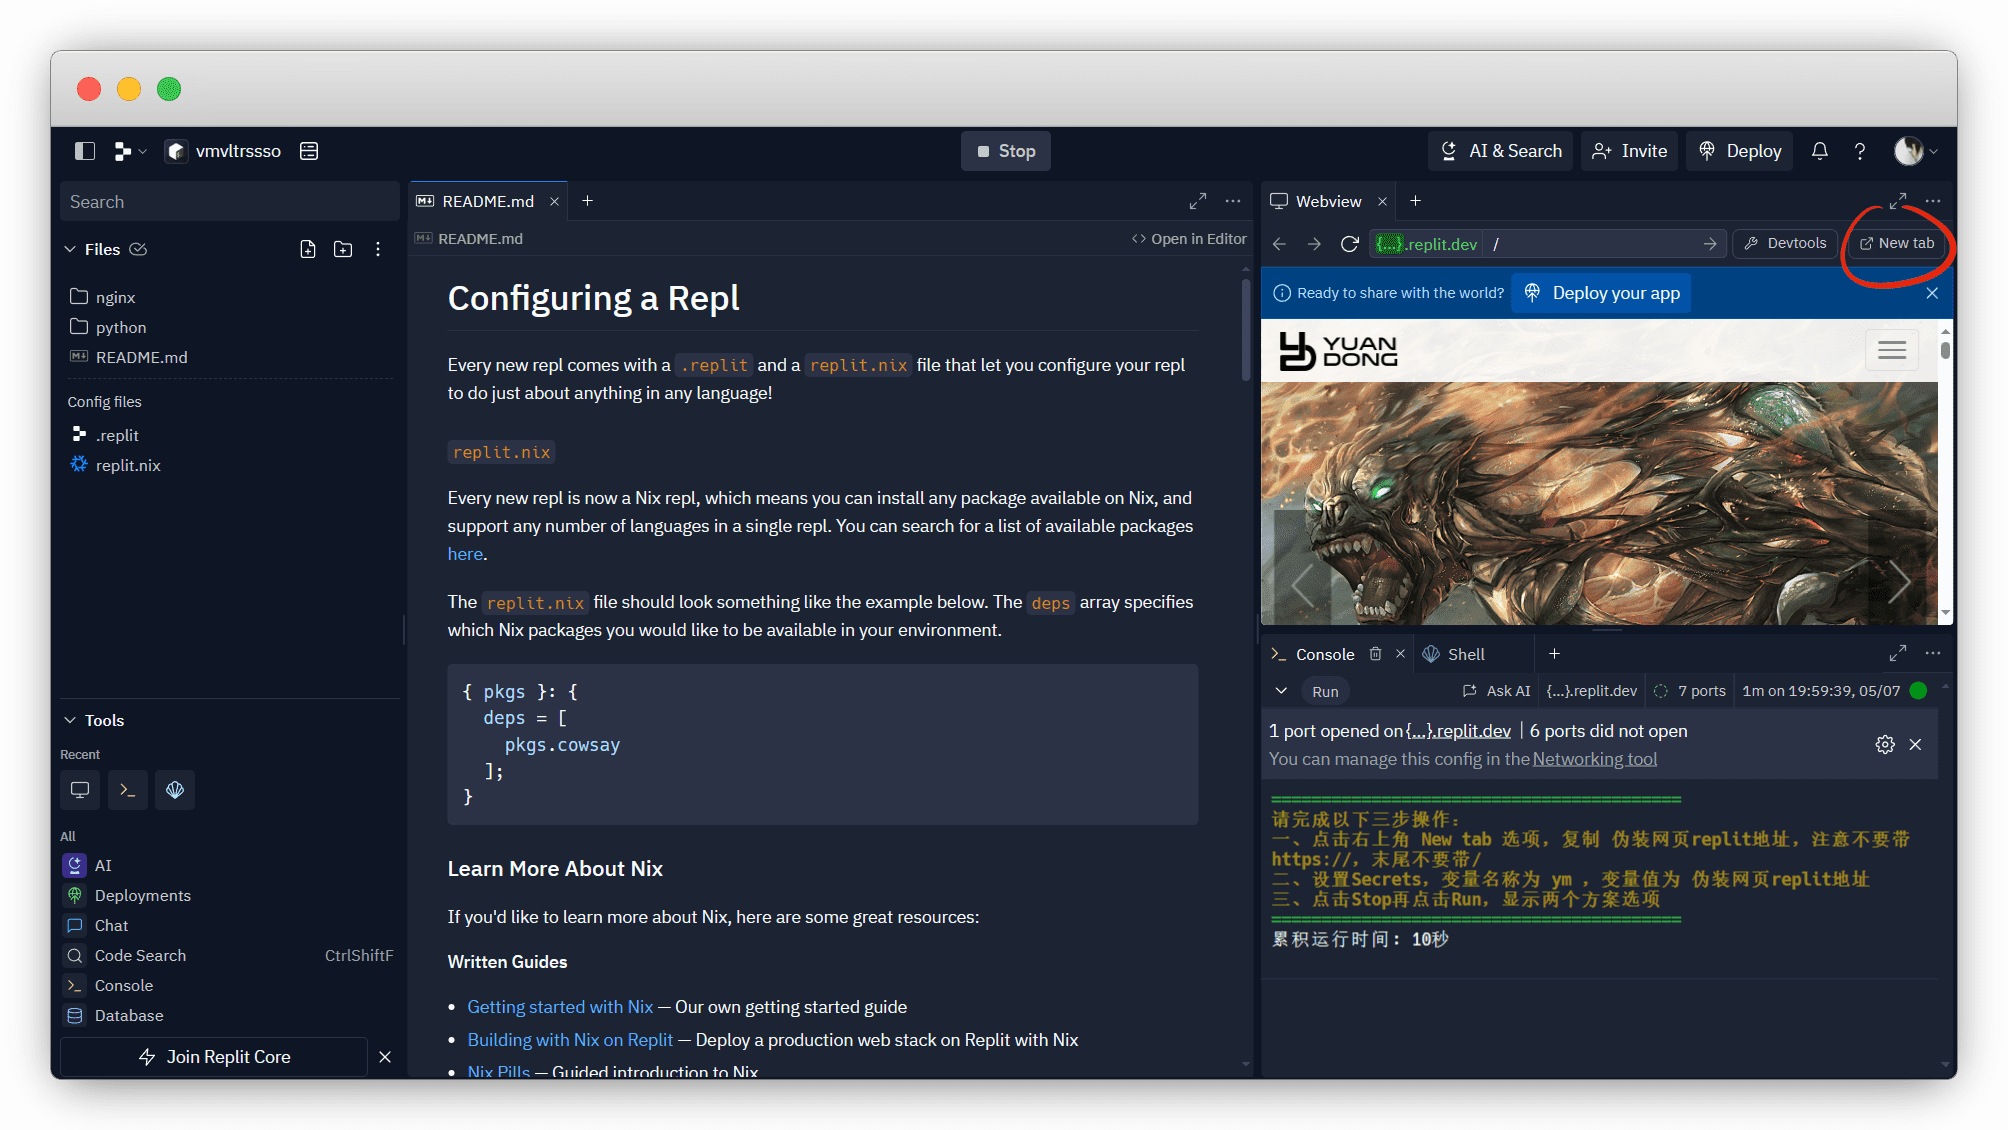 vmvltrssso
Stop
AI & Search
Invite
Deploy
?
Search
Files
nginx
python
README.md
Config files
.replit
replit.nix
Tools
Recent
All
AI
Deployments
Chat
Code Search CtrlShiftF
Console
Database
Join Replit Core
README.md
README.md
Open in Editor
Configuring a Repl
Every new repl comes with a .replit and a replit.nix file that let you configure your repl
to do just about anything in any language!
replit.nix
Every new repl is now a Nix repl, which means you can install any package available on Nix, and
support any number of languages in a single repl. You can search for a list of available packages
here.
The replit.nix file should look something like the example below. The deps array specifies
which Nix packages you would like to be available in your environment.
{ pkgs }: {
deps = [
pkgs.cowsay
];
}
Learn More About Nix
If you'd like to learn more about Nix, here are some great resources:
Written Guides
• Getting started with Nix — Our own getting started guide
• Building with Nix on Replit — Deploy a production web stack on Replit with Nix
• Nix Pills — Guided introduction to Nix
Webview
{...}.replit.dev /
Devtools
New tab
Ready to share with the world?
Deploy your app
YUAN
DONG
Console
Shell
Run
Ask AI
{...}.replit.dev
7 ports
1m on 19:59:39, 05/07
1 port opened on {...}.replit.dev | 6 ports did not open
You can manage this config in the Networking tool
=========================================
请完成以下三步操作：
一、点击右上角 New tab 选项，复制 伪装网页replit地址，注意不要带
https://，末尾不要带/
二、设置Secrets，变量名称为 ym ，变量值为 伪装网页replit地址
三、点击Stop再点击Run，显示两个方案选项
=========================================
累积运行时间: 10秒